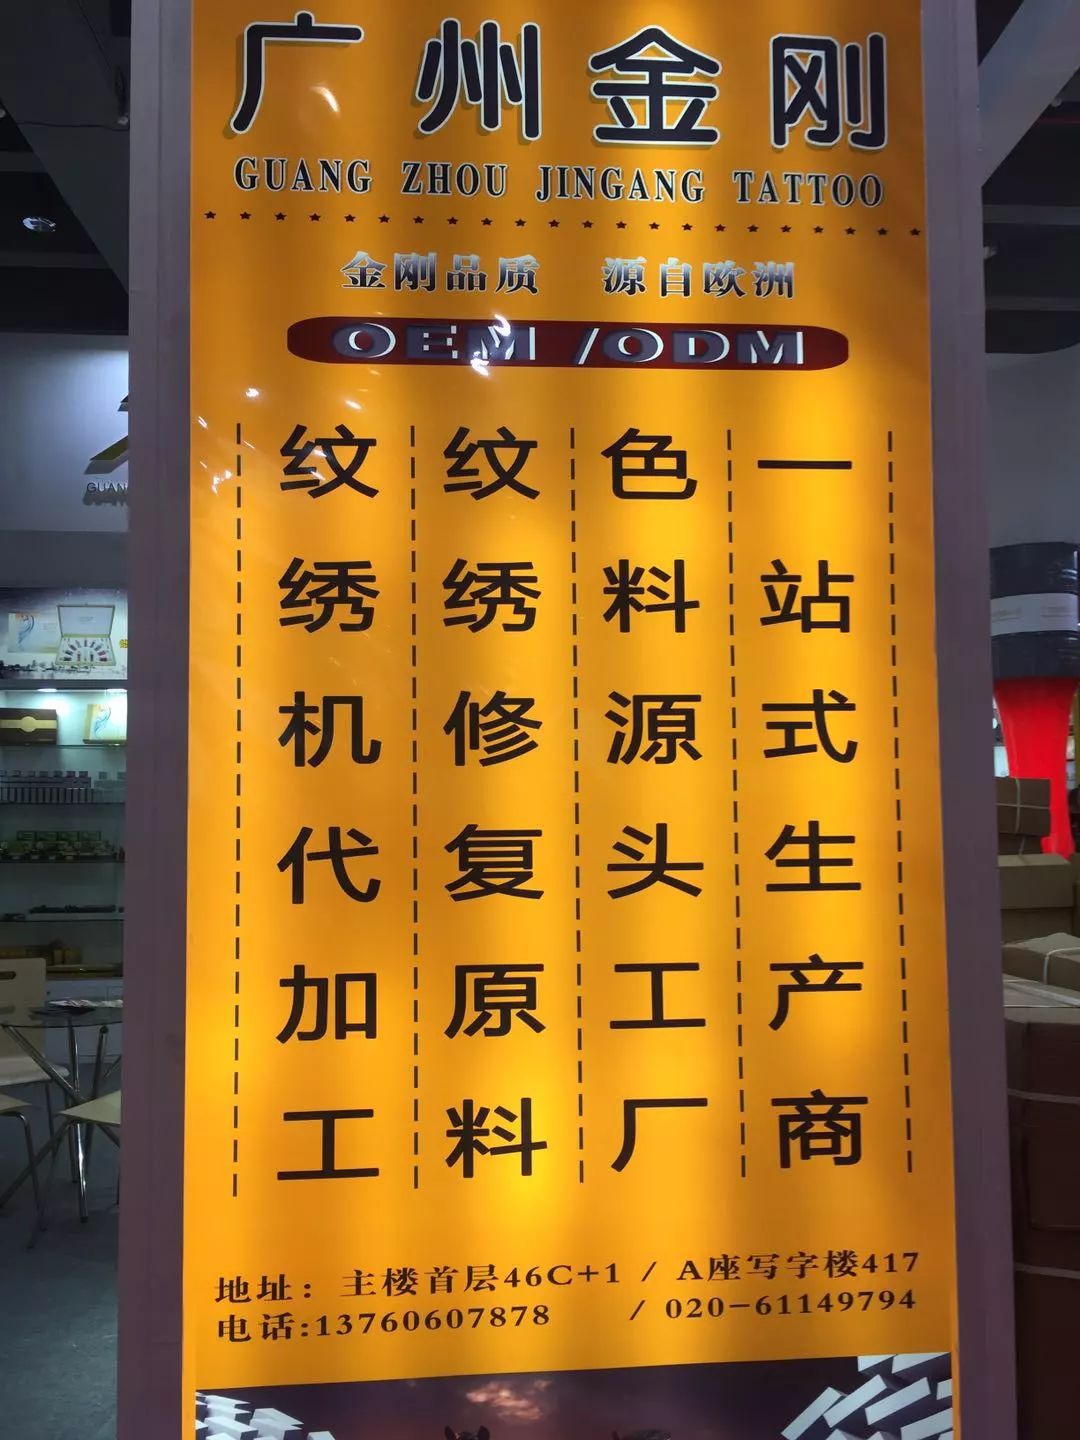 广州金刚
GUANG ZHOU JINGANG TATTOO
金刚品质 源自欧洲
OEM /ODM
纹绣机代加工
纹绣修复原料
色料源头工厂
一站式生产商
地址：主楼首层46C+1 / A座写字楼417
电话:13760607878 / 020-61149794
GUAN